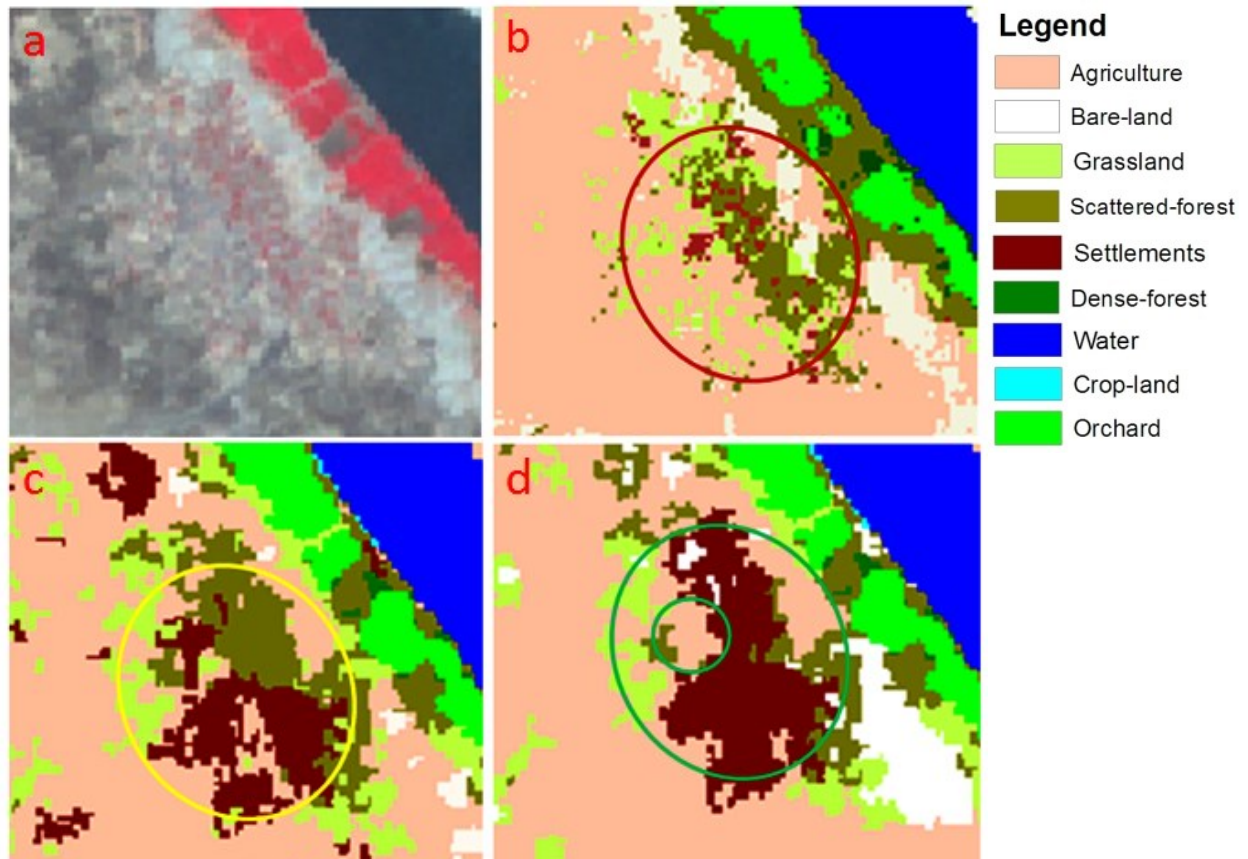 a
b
Legend
Agriculture
Bare-land
Grassland
Scattered-forest
Settlements
Dense-forest
Water
Crop-land
Orchard
c
d